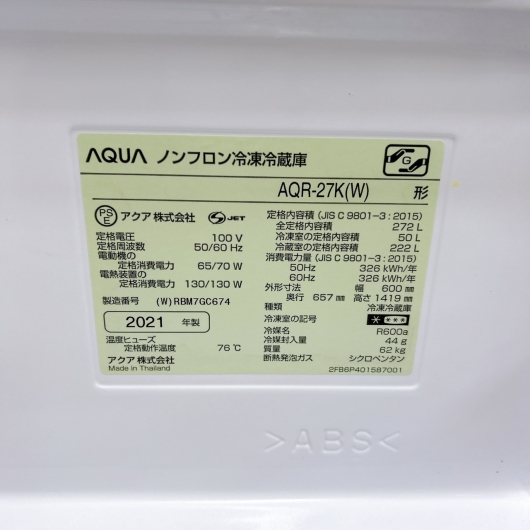 AQUA ノンフロン冷凍冷蔵庫
G
AQR-27K(W) 形
PSE アクア株式会社 S JET
定格電圧 100 V
定格周波数 50/60 Hz
電動機の
定格消費電力 65/70 W
電熱装置の
定格消費電力 130/130 W
製造番号 (W)RBM7GC674
2021 年製
温度ヒューズ
定格動作温度 76 ℃
アクア株式会社
Made in Thailand
定格内容積 (JIS C 9801-3 : 2015)
全定格内容積 272 L
冷凍室の定格内容積 50 L
冷蔵室の定格内容積 222 L
消費電力量 (JIS C 9801-3 : 2015)
50Hz 326 kWh/年
60Hz 326 kWh/年
外形寸法 幅 600 mm
奥行 657 mm 高さ 1419 mm
種類 冷凍冷蔵庫
冷凍室の記号 * ***
冷媒名 R600a
冷媒封入量 44 g
質量 62 kg
断熱発泡ガス シクロペンタン
2FB6P401587001
>ABS<